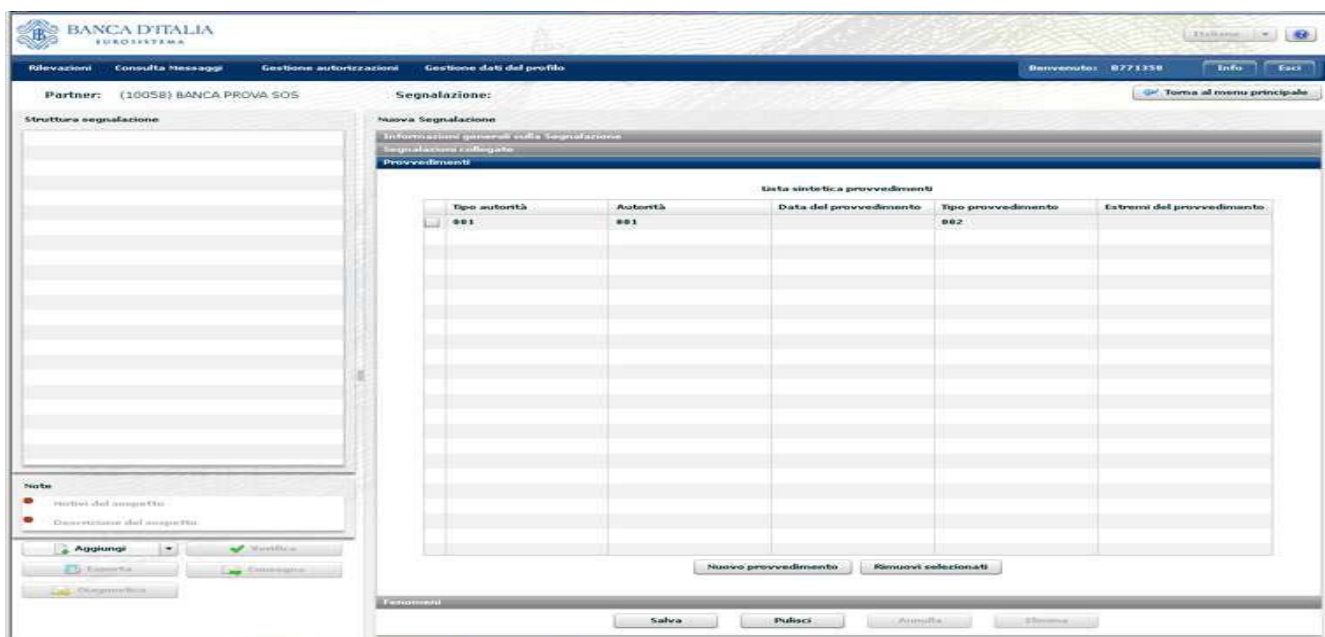 BANCA D'ITALIA
EUROSISTEMA
Italiano
Rilevazioni Consulta Messaggi Gestione autorizzazioni Gestione dati del profilo Benvenuto: 0771350 Info Esci
Partner: (10058) BANCA PROVA SOS Segnalazione: Torna al menu principale
Struttura segnalazione
Nuova Segnalazione
Informazioni generali sulla Segnalazione
Segnalazioni collegate
Provvedimenti
Lista sintetica provvedimenti
Tipo autorità Autorità Data del provvedimento Tipo provvedimento Estremi del provvedimento
001 001 002
Note
Motivi del sospetto
Descrizione del sospetto
Aggiungi Verifica
Esporta Consegna
Diagnostica
Nuovo provvedimento Rimuovi selezionati
Fenomeni
Salva Pulisci Annulla Elimina